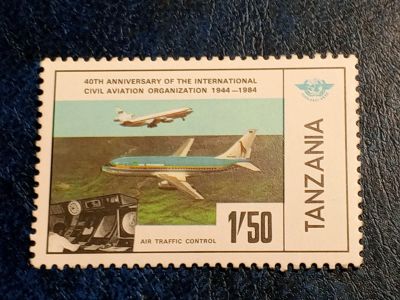 40TH ANNIVERSARY OF THE INTERNATIONAL
CIVIL AVIATION ORGANIZATION 1944–1984
TANZANIA
1/50
AIR TRAFFIC CONTROL